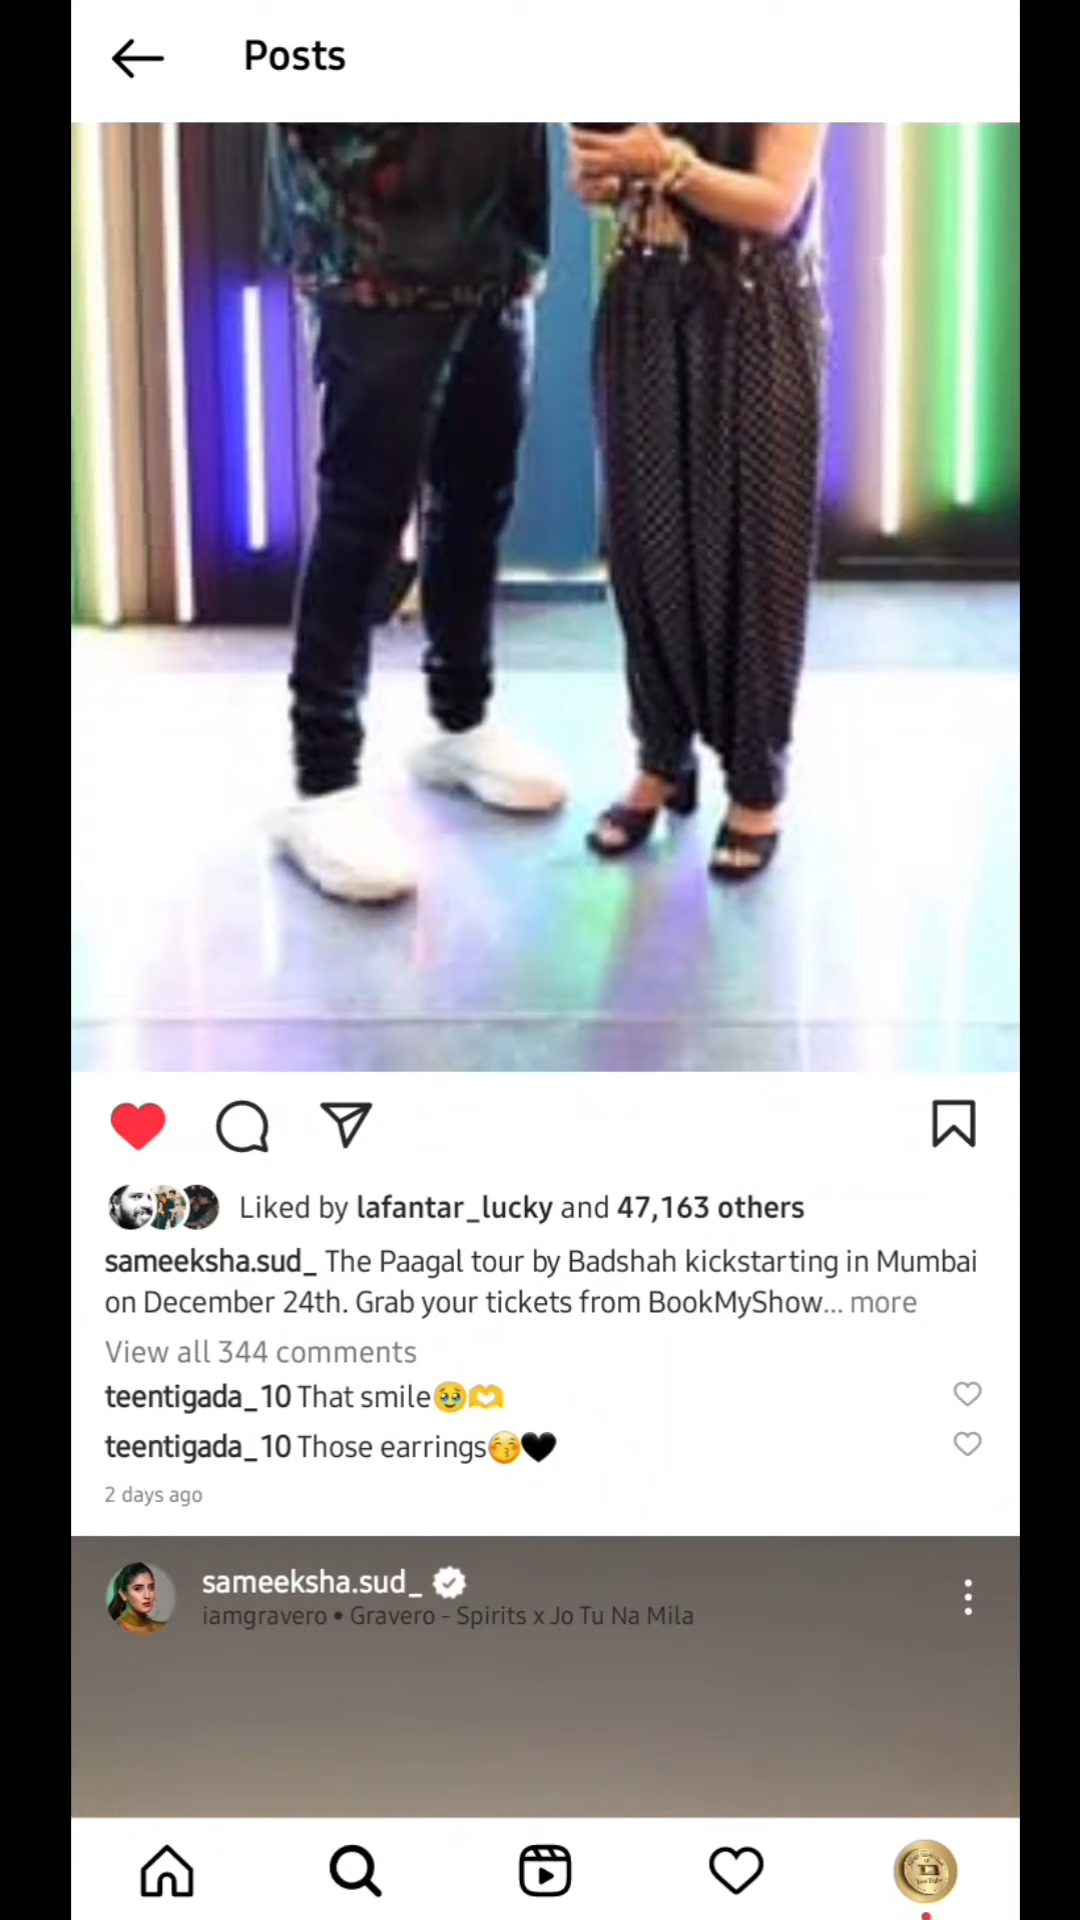 Posts
Liked by lafantar_lucky and 47,163 others
sameeksha.sud_ The Paagal tour by Badshah kickstarting in Mumbai
on December 24th. Grab your tickets from BookMyShow... more
View all 344 comments
teentigada_10 That smile🥹🫶
teentigada_10 Those earrings😚🖤
2 days ago
sameeksha.sud_
iamgravero • Gravero - Spirits x Jo Tu Na Mila